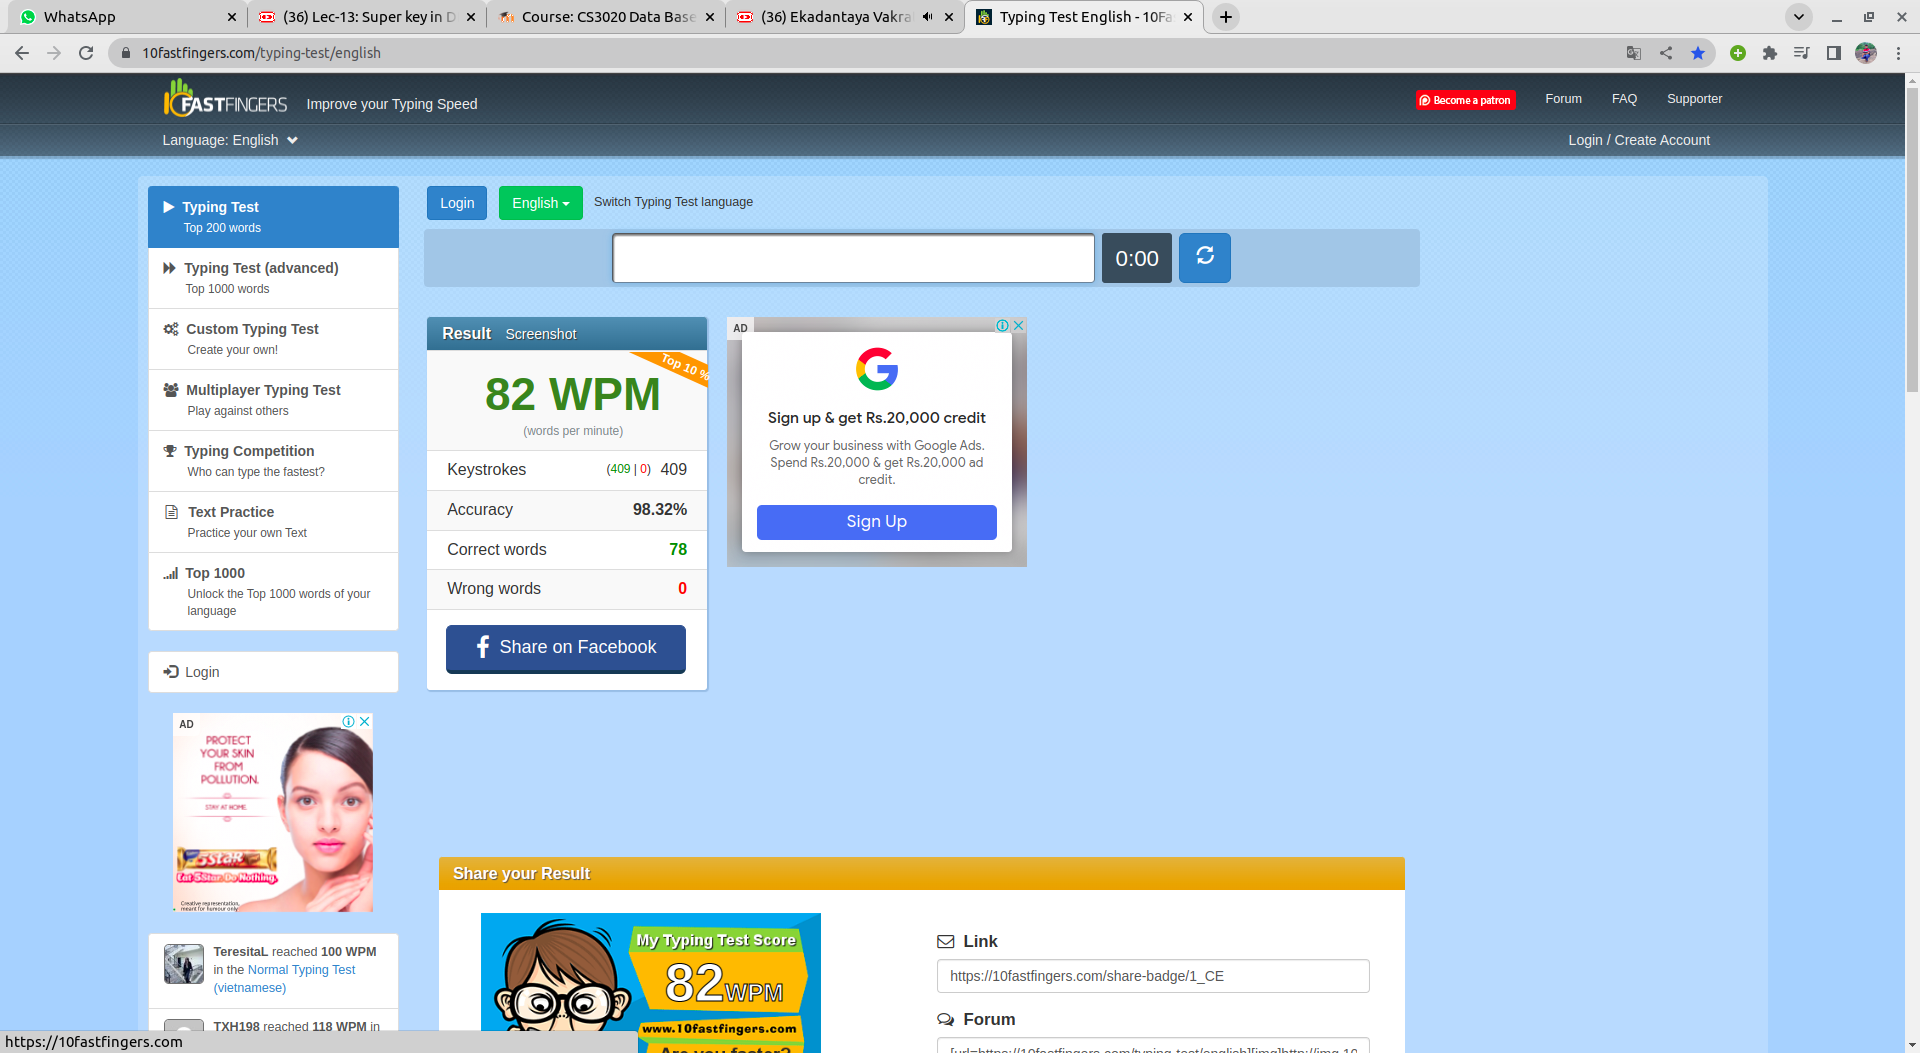 WhatsApp
(36) Lec-13: Super key in D
Course: CS3020 Data Base
(36) Ekadantaya Vakra
Typing Test English - 10Fa
10fastfingers.com/typing-test/english
10FASTFINGERS
Improve your Typing Speed
Become a patron
Forum
FAQ
Supporter
Language: English
Login / Create Account
Typing Test
Top 200 words
Typing Test (advanced)
Top 1000 words
Custom Typing Test
Create your own!
Multiplayer Typing Test
Play against others
Typing Competition
Who can type the fastest?
Text Practice
Practice your own Text
Top 1000
Unlock the Top 1000 words of your
language
Login
AD
PROTECT
YOUR SKIN
FROM
POLLUTION.
STAY AT HOME
5STAR
Eat 5Star Do Nothing.
Creative representation,
meant for humour only
TeresitaL reached 100 WPM
in the Normal Typing Test
(vietnamese)
TXH198 reached 118 WPM in
Login
English
Switch Typing Test language
0:00
Result Screenshot
Top 10 %
82 WPM
(words per minute)
Keystrokes (409 | 0) 409
Accuracy 98.32%
Correct words 78
Wrong words 0
Share on Facebook
AD
Sign up & get Rs.20,000 credit
Grow your business with Google Ads.
Spend Rs.20,000 & get Rs.20,000 ad
credit.
Sign Up
Share your Result
My Typing Test Score
82 WPM
www.10fastfingers.com
Are you faster?
Link
https://10fastfingers.com/share-badge/1_CE
Forum
[url=https://10fastfingers.com/typing-test/english][img]http://img.10
https://10fastfingers.com